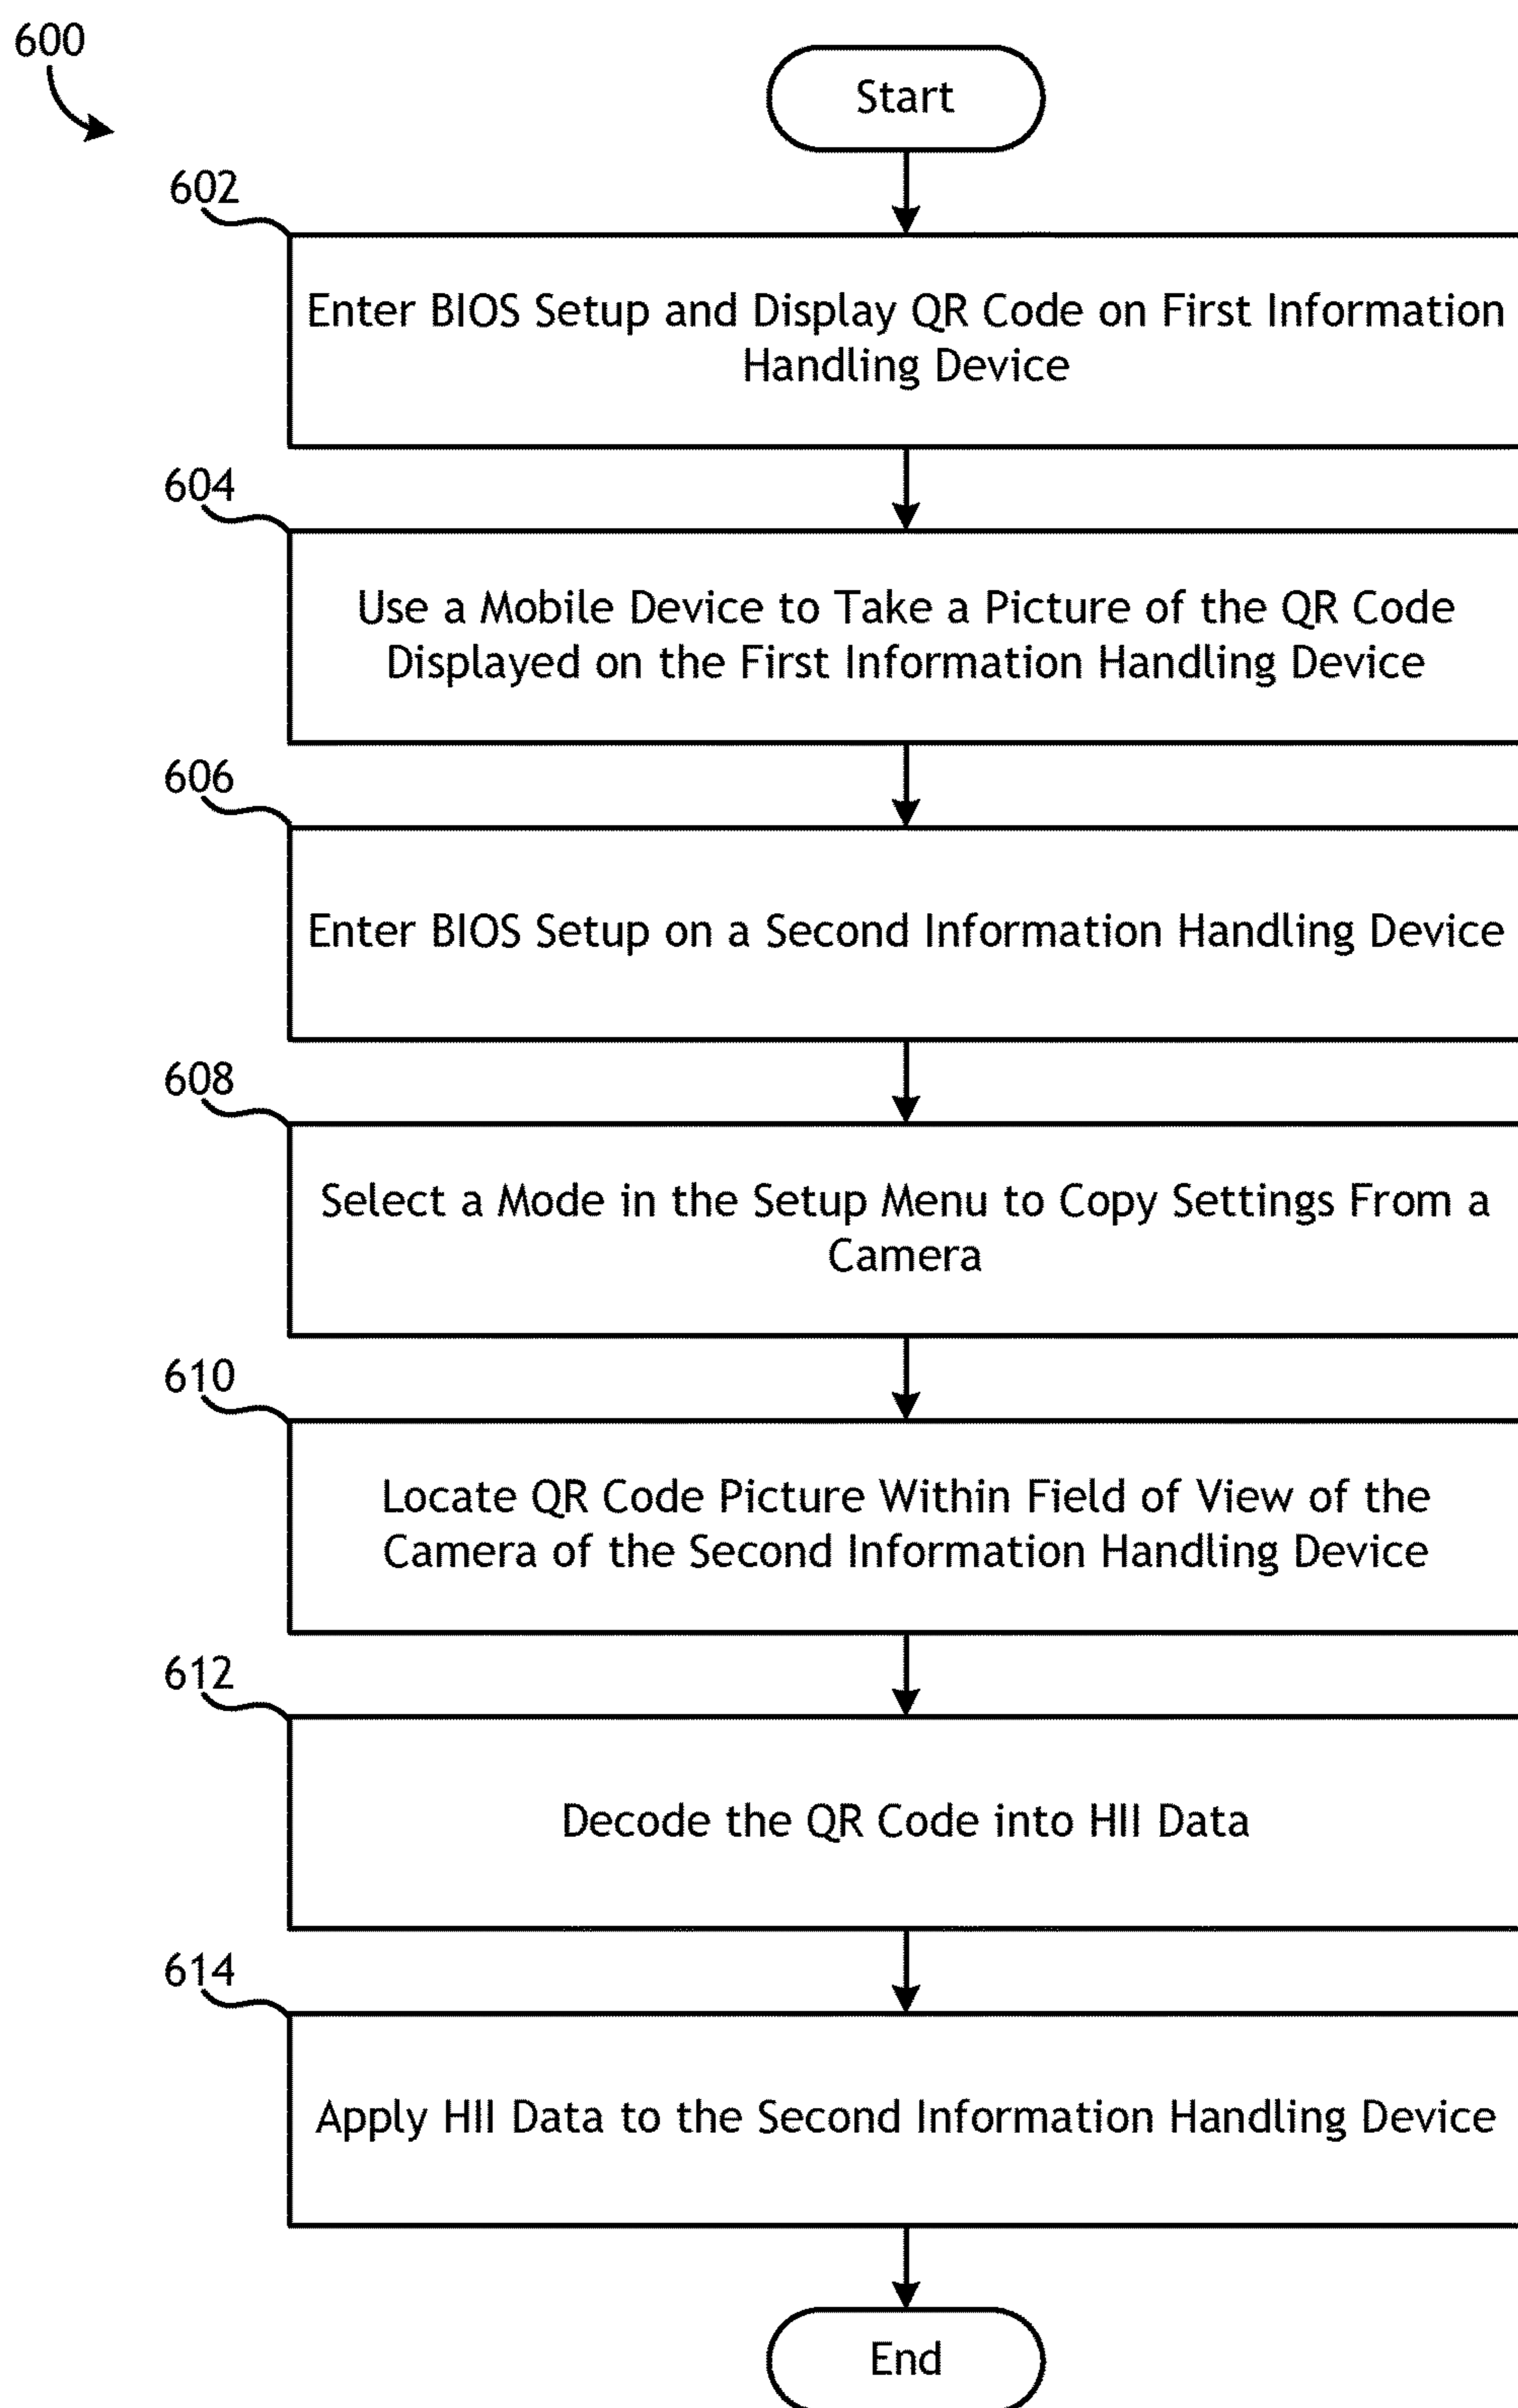 600
Start
602
Enter BIOS Setup and Display QR Code on First Information
Handling Device
604
Use a Mobile Device to Take a Picture of the QR Code
Displayed on the First Information Handling Device
606
Enter BIOS Setup on a Second Information Handling Device
608
Select a Mode in the Setup Menu to Copy Settings From a
Camera
610
Locate QR Code Picture Within Field of View of the
Camera of the Second Information Handling Device
612
Decode the QR Code into HII Data
614
Apply HII Data to the Second Information Handling Device
End